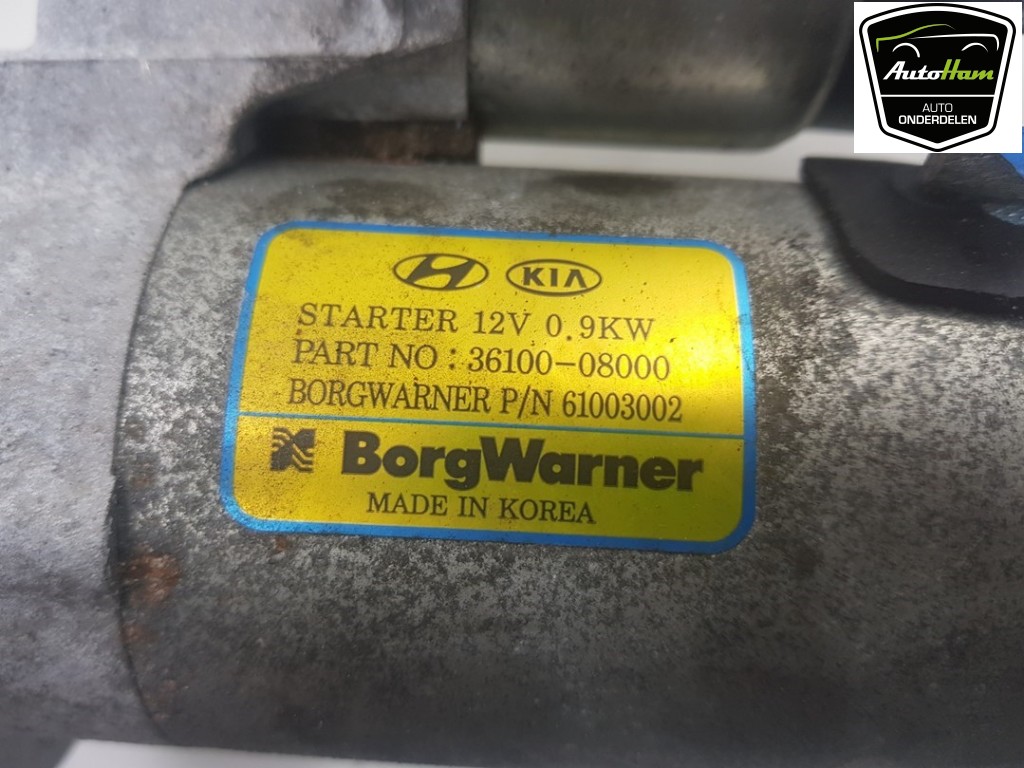 AutoHam
AUTO
ONDERDELEN
KIA
STARTER 12V 0.9KW
PART NO : 36100-08000
BORGWARNER P/N 61003002
BorgWarner
MADE IN KOREA